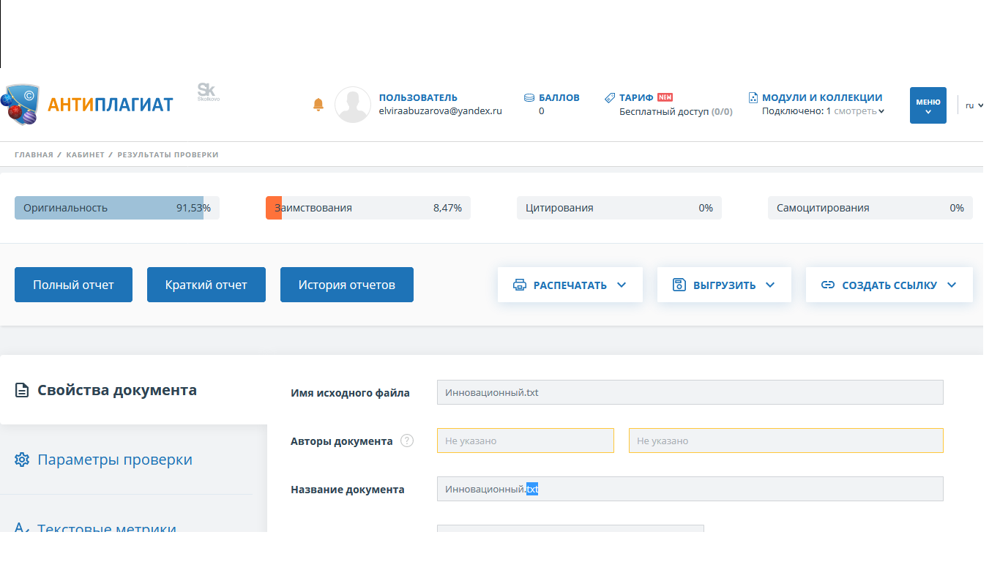 ©
АНТИПЛАГИАТ
Sk
Skolkovo
ПОЛЬЗОВАТЕЛЬ
elviraabuzarova@yandex.ru
БАЛЛОВ
0
ТАРИФ NEW
Бесплатный доступ (0/0)
МОДУЛИ И КОЛЛЕКЦИИ
Подключено: 1 смотреть
МЕНЮ
ru
ГЛАВНАЯ / КАБИНЕТ / РЕЗУЛЬТАТЫ ПРОВЕРКИ
Оригинальность 91,53%
Заимствования 8,47%
Цитирования 0%
Самоцитирования 0%
Полный отчет
Краткий отчет
История отчетов
РАСПЕЧАТАТЬ
ВЫГРУЗИТЬ
СОЗДАТЬ ССЫЛКУ
Свойства документа
Параметры проверки
Текстовые метрики
Имя исходного файла
Инновационный.txt
Авторы документа ?
Не указано
Не указано
Название документа
Инновационный.txt